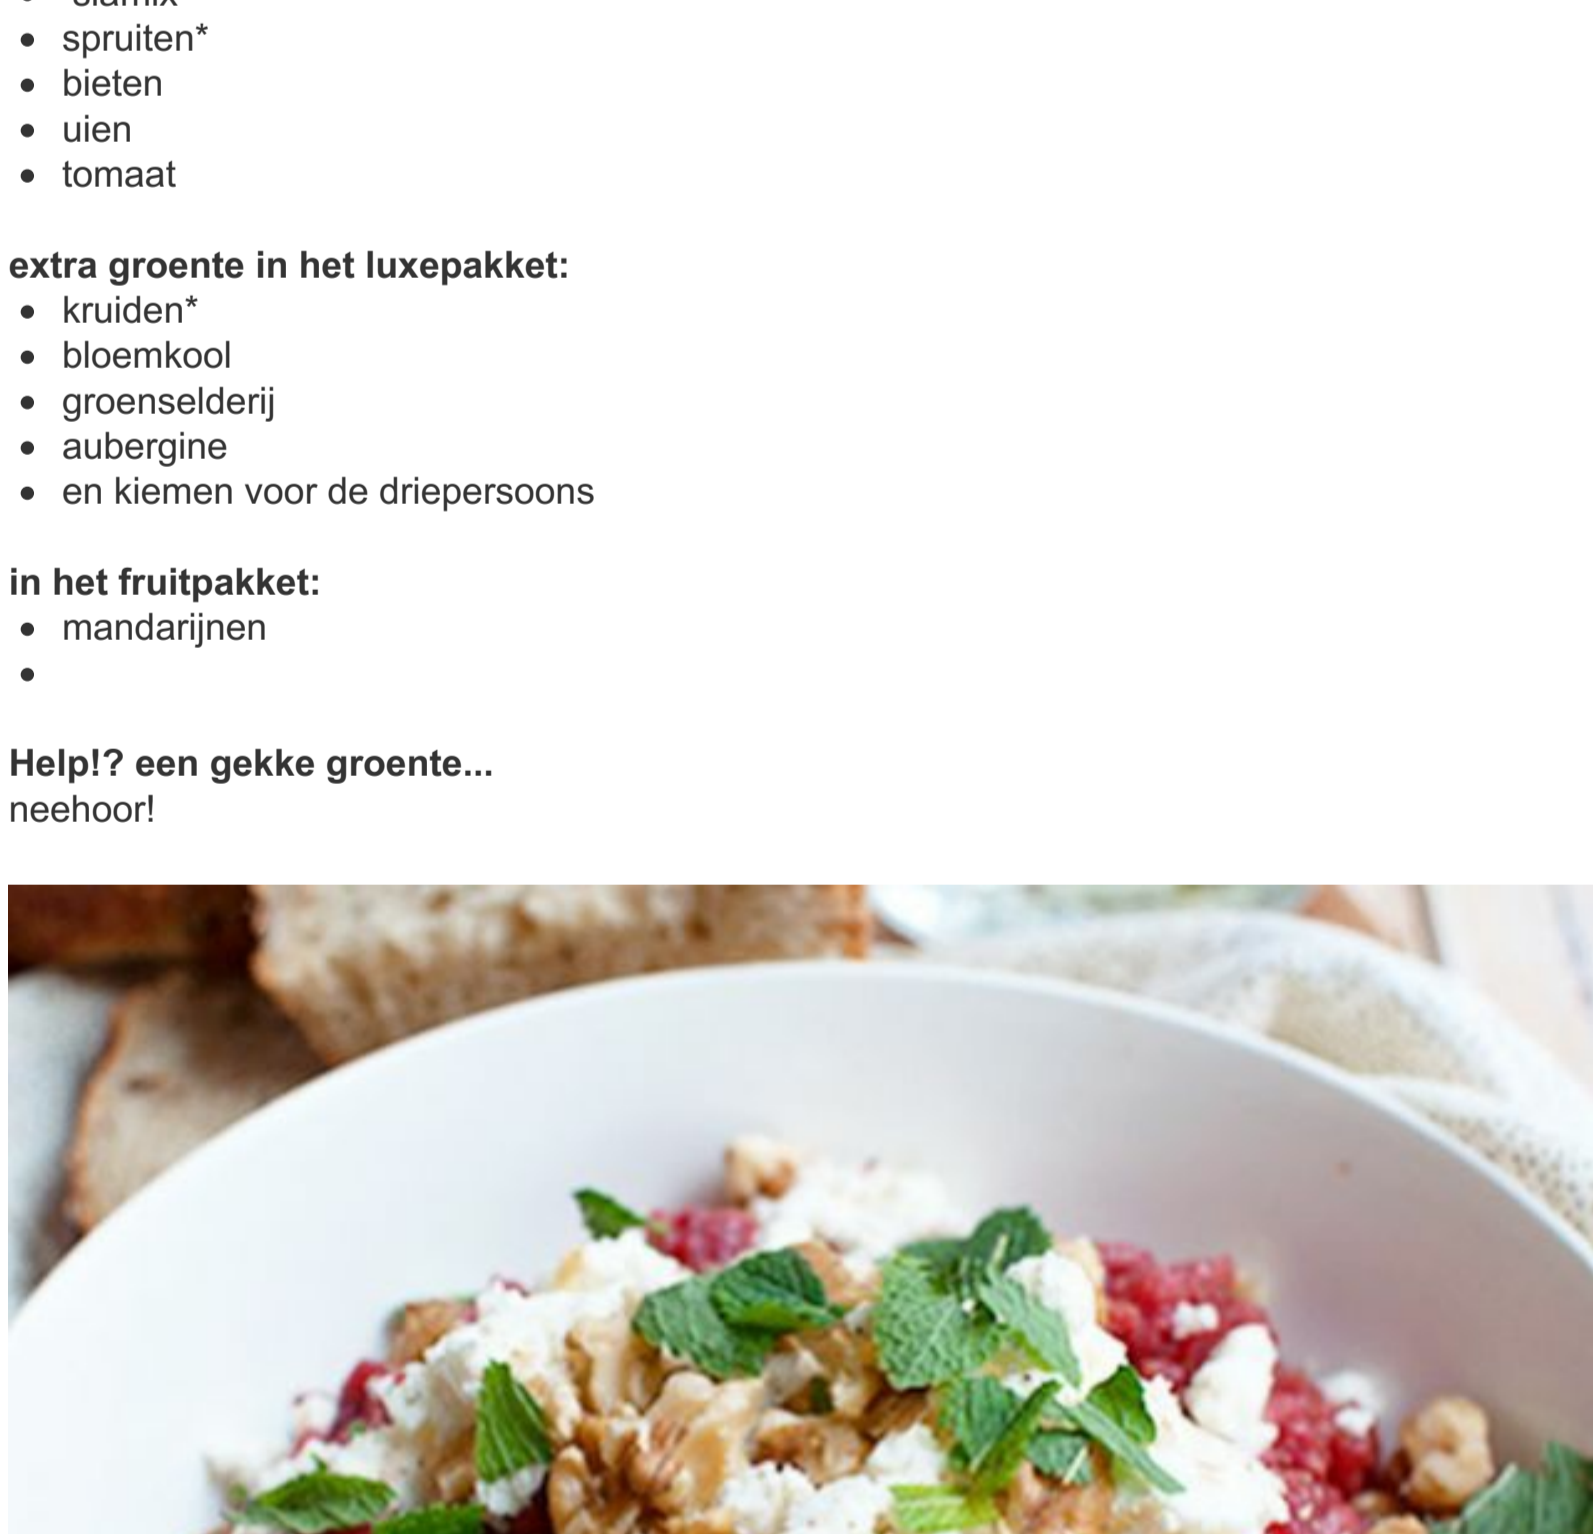 • spruiten*
• bieten
• uien
• tomaat
extra groente in het luxepakket:
• kruiden*
• bloemkool
• groenselderij
• aubergine
• en kiemen voor de driepersoons
in het fruitpakket:
• mandarijnen
•
Help!? een gekke groente...
neehoor!